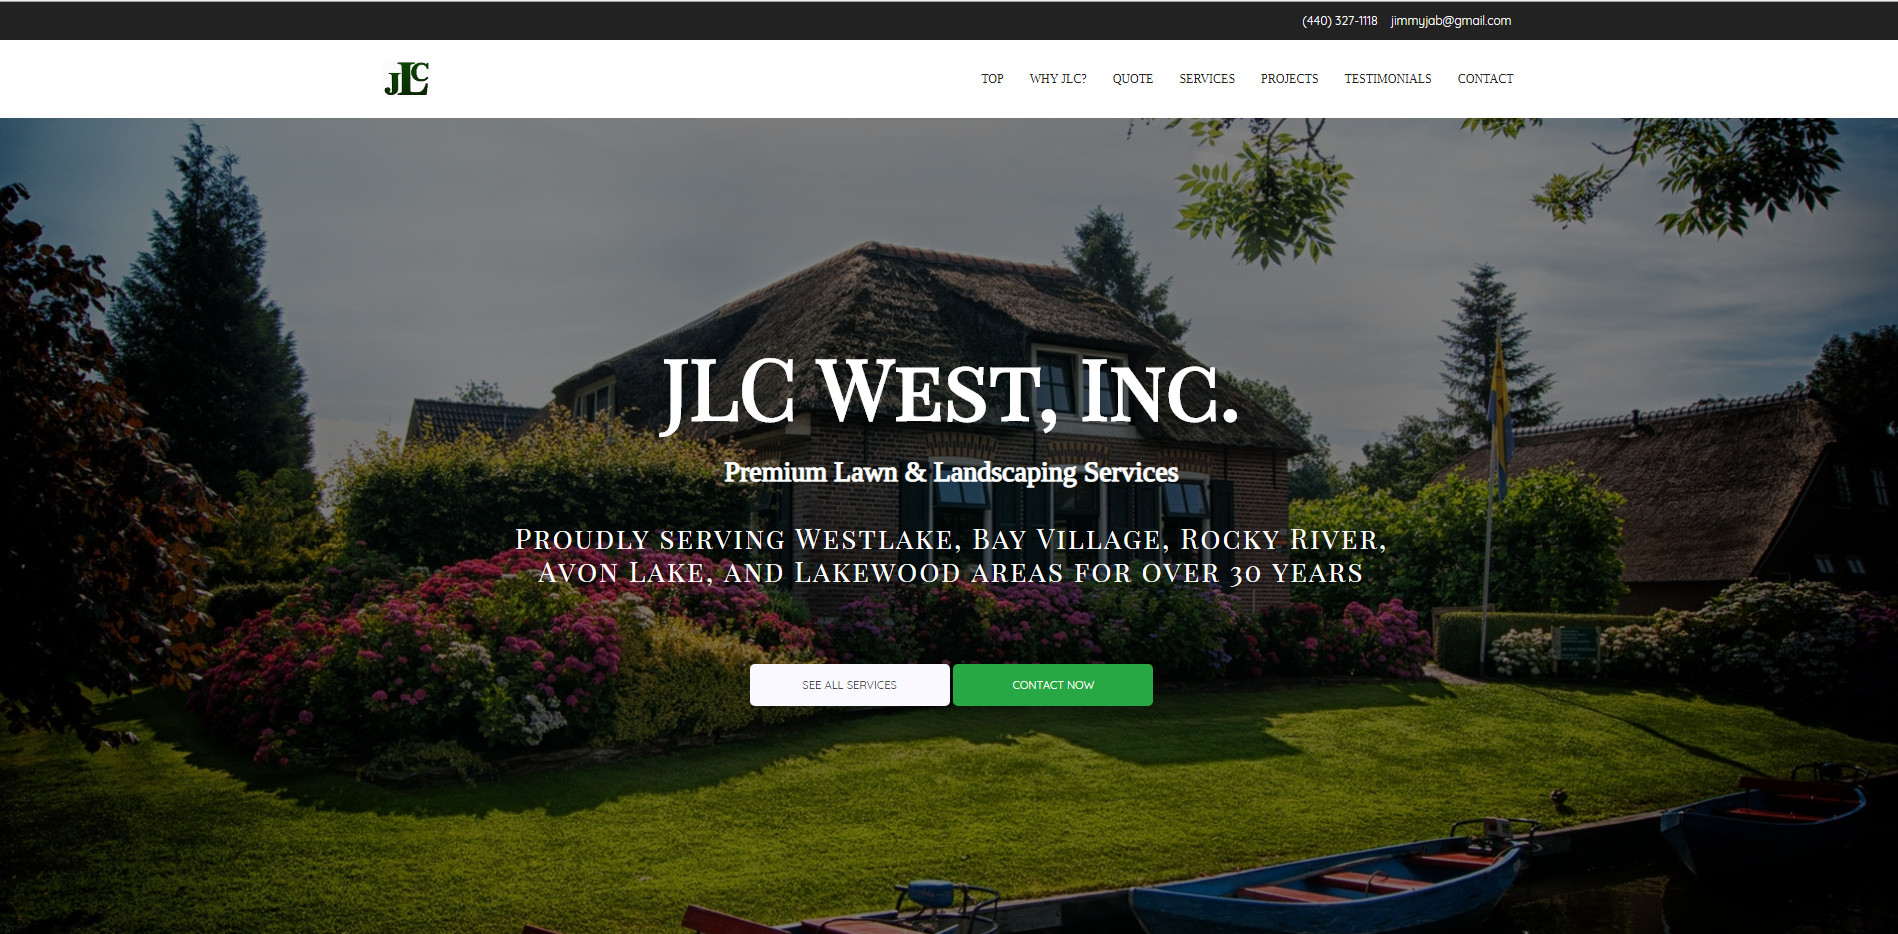 (440) 327-1118 jimmyjab@gmail.com
JLC
TOP WHY JLC? QUOTE SERVICES PROJECTS TESTIMONIALS CONTACT
JLC West, Inc.
Premium Lawn & Landscaping Services
Proudly serving Westlake, Bay Village, Rocky River,
Avon Lake, and Lakewood areas for over 30 years
SEE ALL SERVICES CONTACT NOW